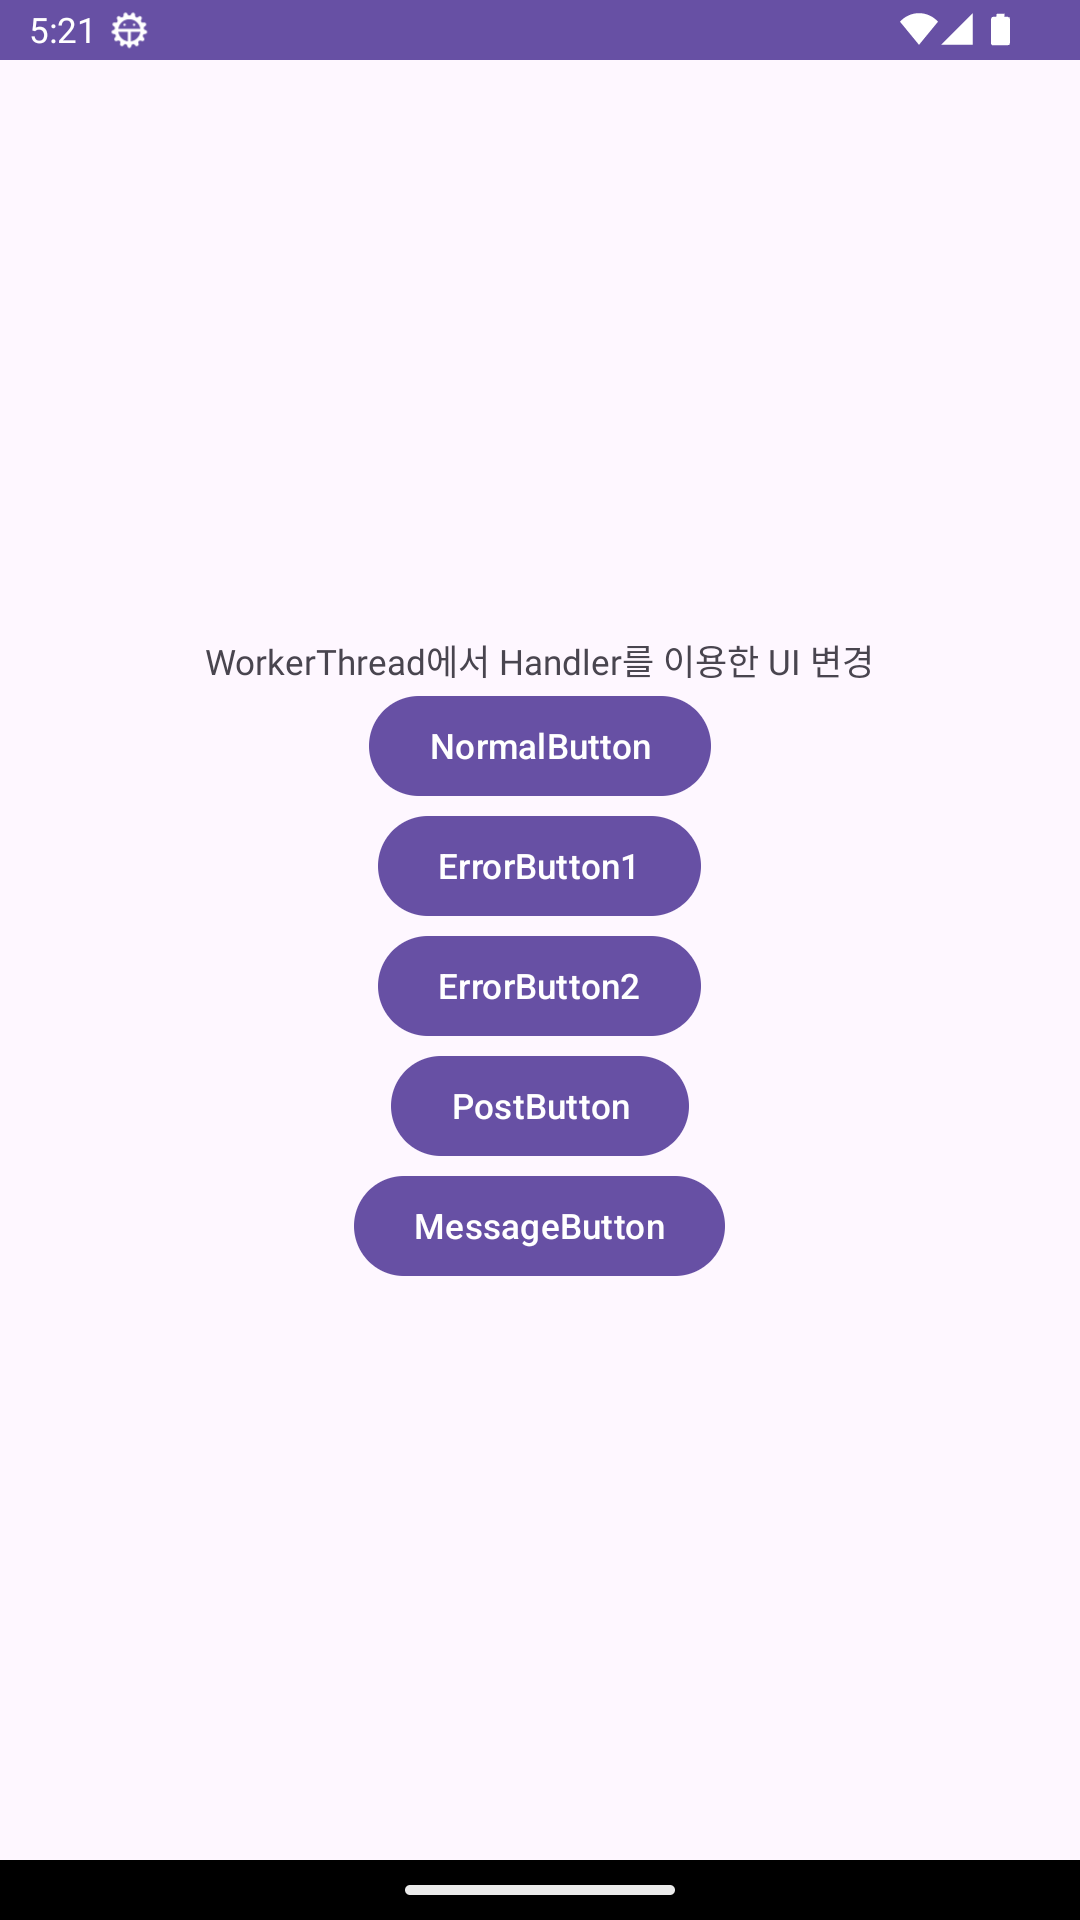 5:21
WorkerThread에서 Handler를 이용한 UI 변경
NormalButton
ErrorButton1
ErrorButton2
PostButton
MessageButton